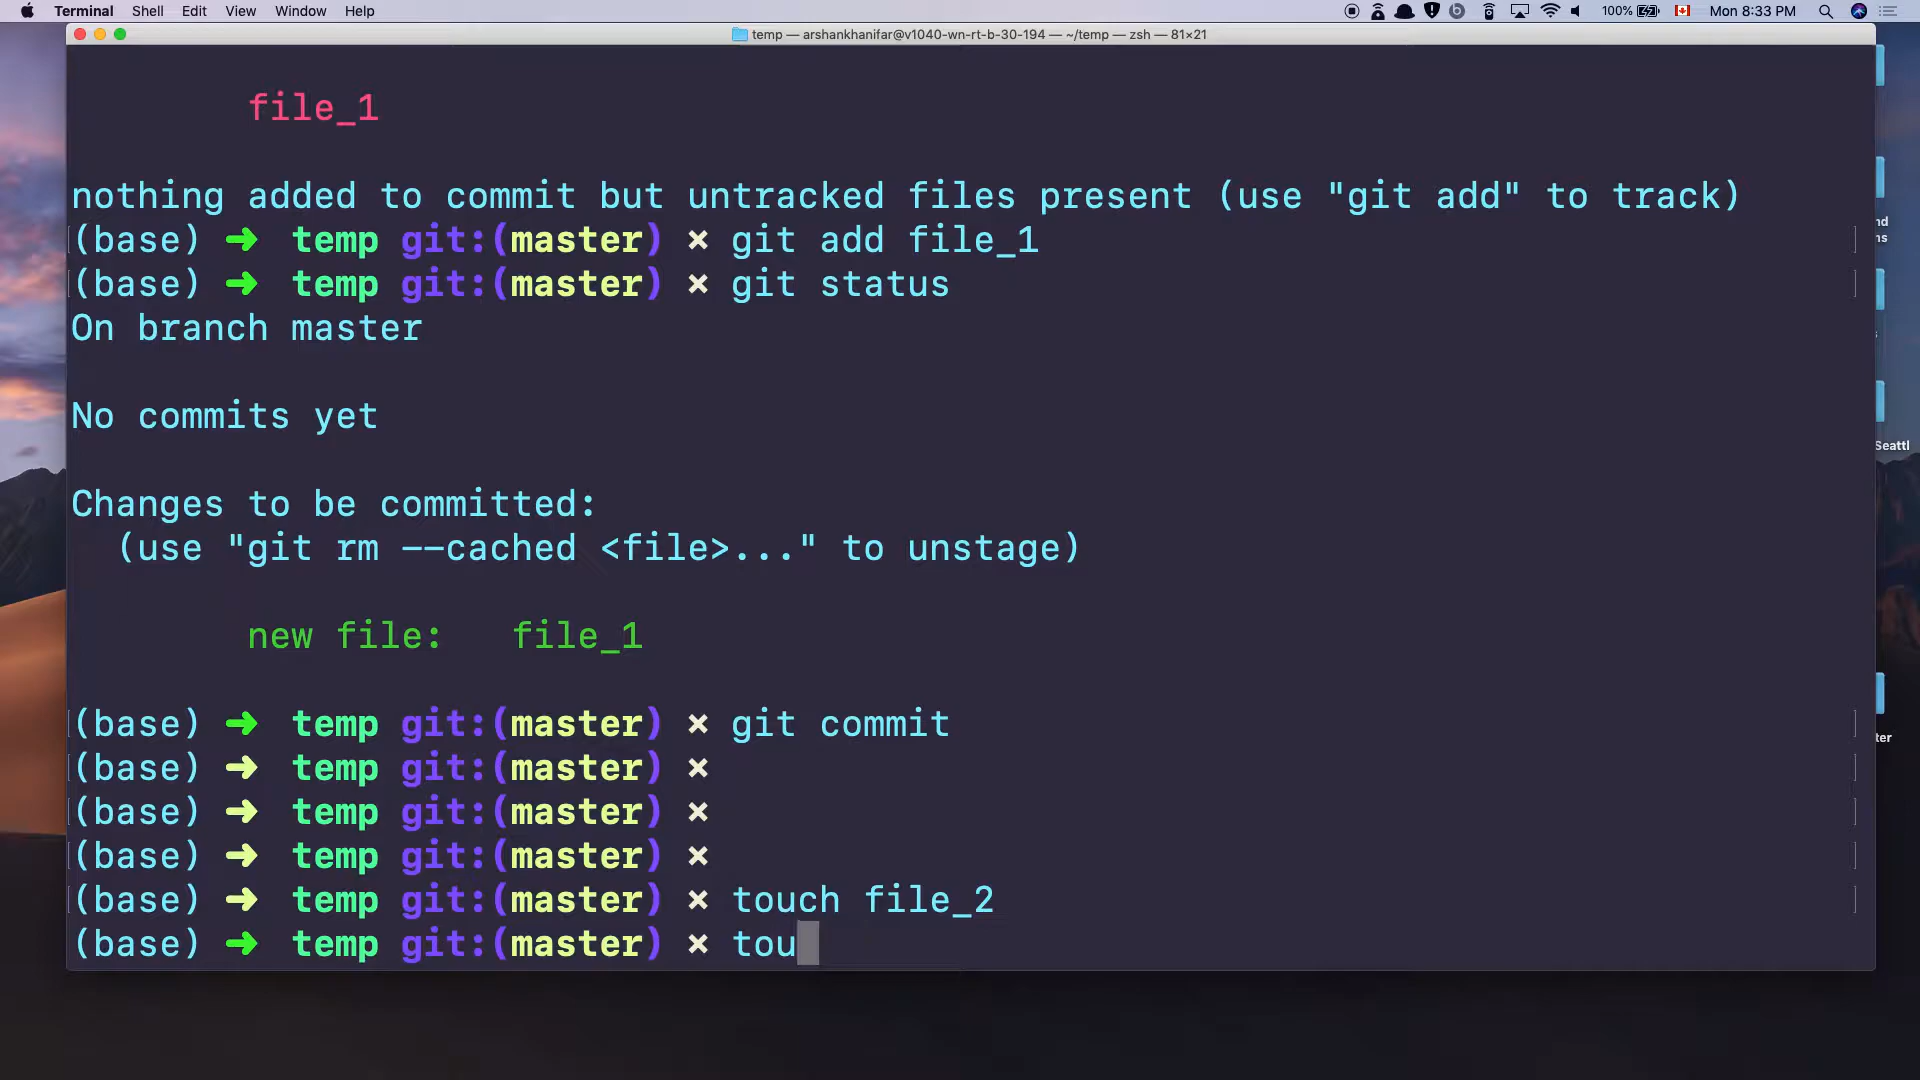 Terminal Shell Edit View Window Help 100% Mon 8:33 PM
temp — arshankhanifar@v1040-wn-rt-b-30-194 — ~/temp — zsh — 81×21
file_1
nothing added to commit but untracked files present (use "git add" to track)
(base) ➜ temp git:(master) × git add file_1
(base) ➜ temp git:(master) × git status
On branch master
No commits yet
Changes to be committed:
(use "git rm --cached <file>..." to unstage)
new file: file_1
(base) ➜ temp git:(master) × git commit
(base) ➜ temp git:(master) ×
(base) ➜ temp git:(master) ×
(base) ➜ temp git:(master) ×
(base) ➜ temp git:(master) × touch file_2
(base) ➜ temp git:(master) × tou
nd
ns
Seattl
ter